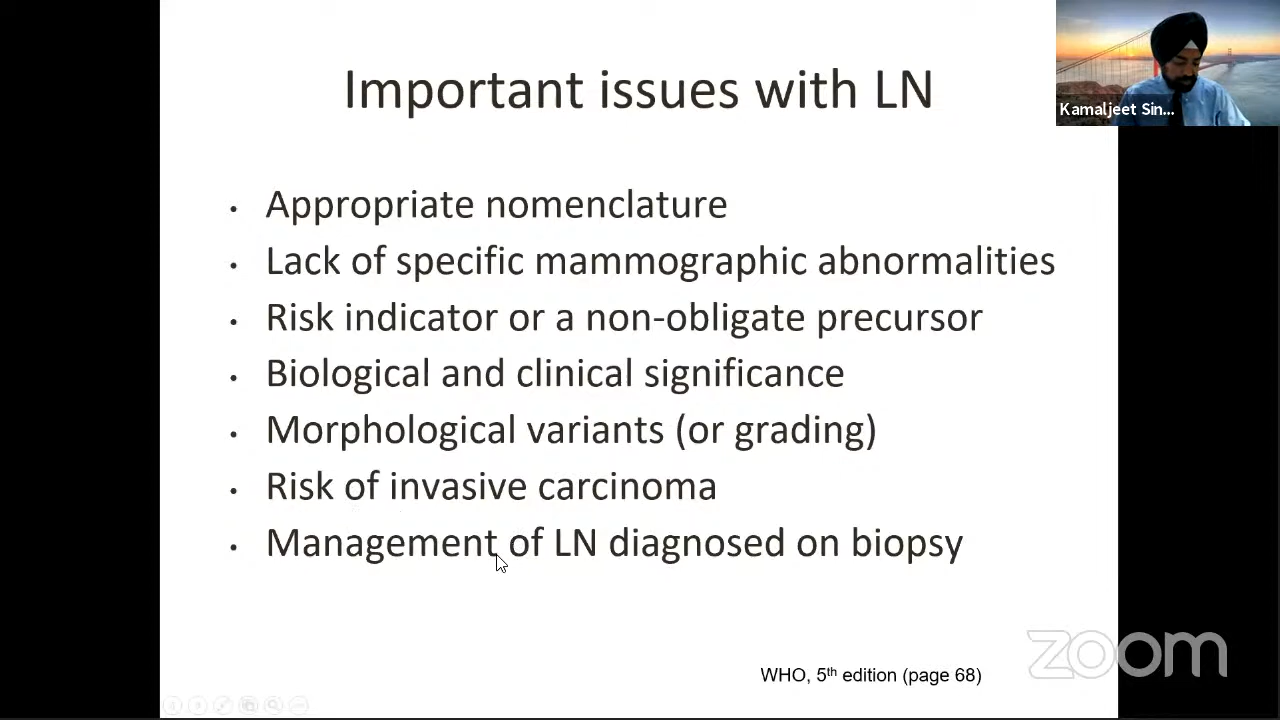 Important issues with LN
Kamaljeet Sin...
• Appropriate nomenclature
• Lack of specific mammographic abnormalities
• Risk indicator or a non-obligate precursor
• Biological and clinical significance
• Morphological variants (or grading)
• Risk of invasive carcinoma
• Management of LN diagnosed on biopsy
zoom
WHO, 5th edition (page 68)